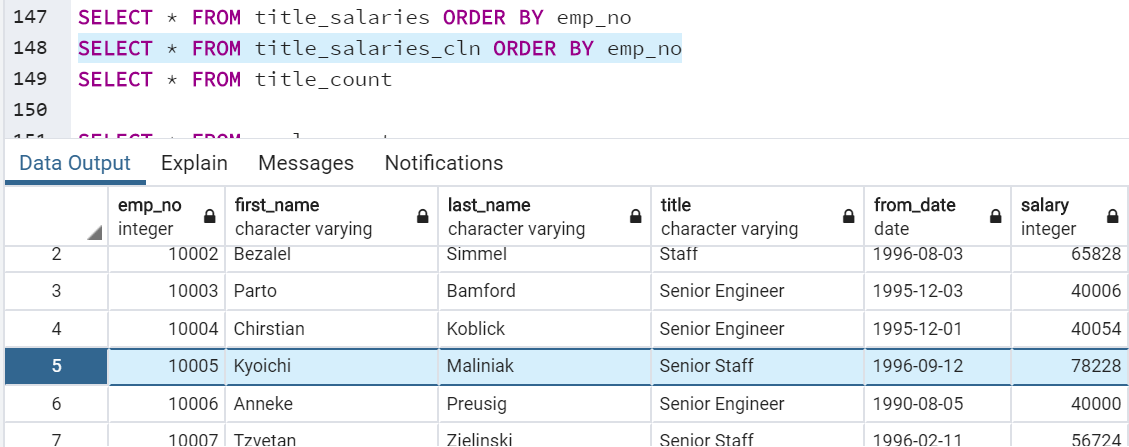 147 SELECT * FROM title_salaries ORDER BY emp_no
148 SELECT * FROM title_salaries_cln ORDER BY emp_no
149 SELECT * FROM title_count
150
151 SELECT * FROM
Data Output Explain Messages Notifications
emp_no first_name last_name title from_date salary
integer character varying character varying character varying date integer
2 10002 Bezalel Simmel Staff 1996-08-03 65828
3 10003 Parto Bamford Senior Engineer 1995-12-03 40006
4 10004 Chirstian Koblick Senior Engineer 1995-12-01 40054
5 10005 Kyoichi Maliniak Senior Staff 1996-09-12 78228
6 10006 Anneke Preusig Senior Engineer 1990-08-05 40000
7 10007 Tzvetan Zielinski Senior Staff 1996-02-11 56724